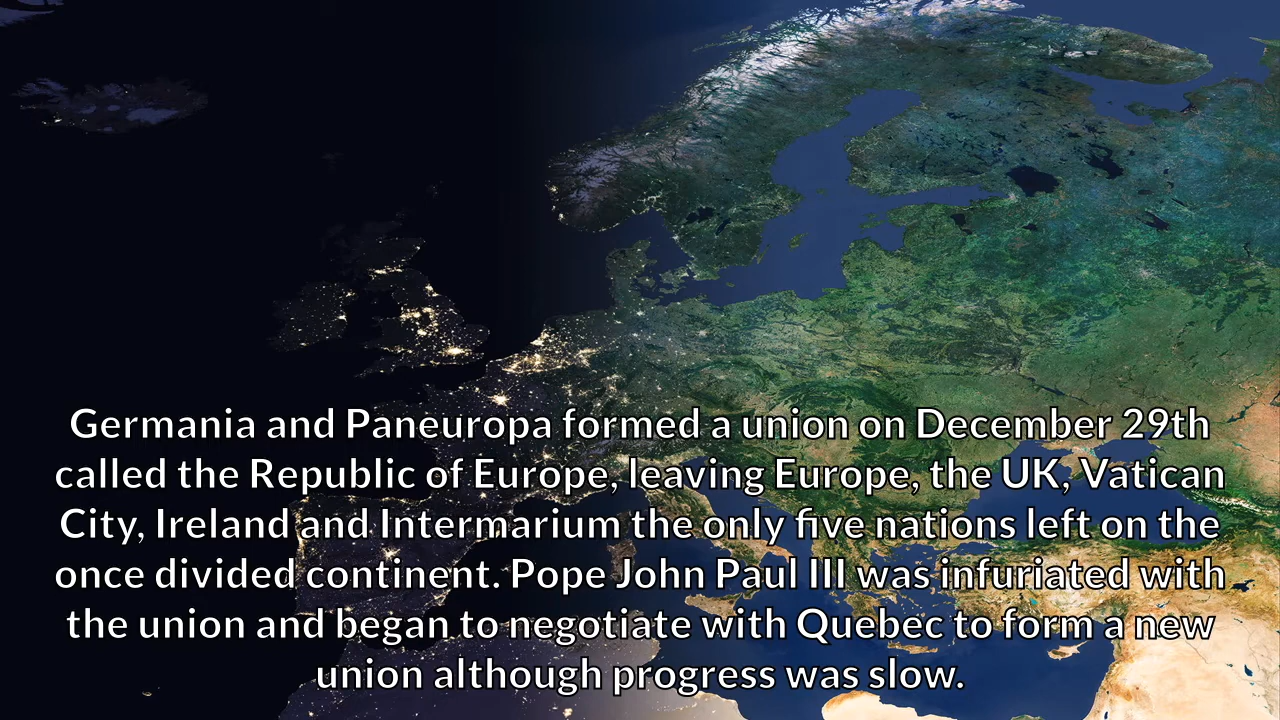 Germania and Paneuropa formed a union on December 29th
called the Republic of Europe, leaving Europe, the UK, Vatican
City, Ireland and Intermarium the only five nations left on the
once divided continent. Pope John Paul III was infuriated with
the union and began to negotiate with Quebec to form a new
union although progress was slow.